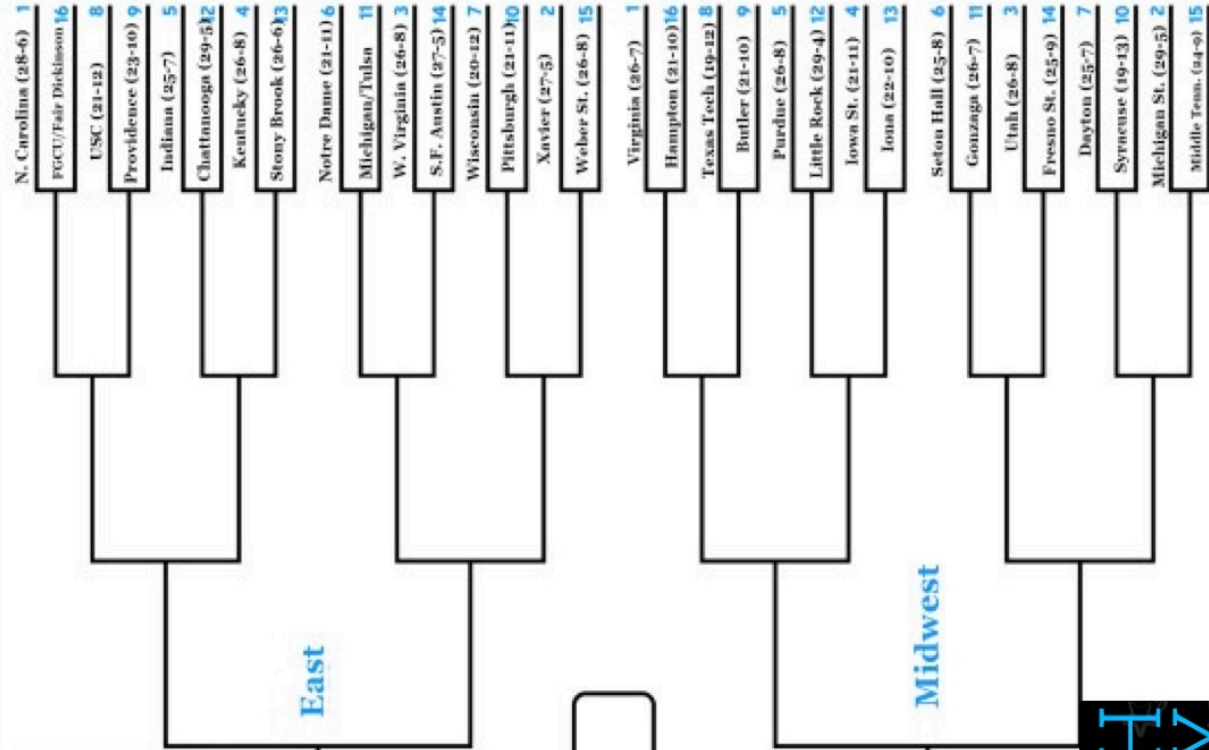 1 N. Carolina (28-6)
16 FGCU/Fair Dickinson
8 USC (21-12)
9 Providence (23-10)
5 Indiana (25-7)
12 Chattanooga (29-5)
4 Kentucky (26-8)
13 Stony Brook (26-6)
6 Notre Dame (21-11)
11 Michigan/Tulsa
3 W. Virginia (26-8)
14 S.F. Austin (27-5)
7 Wisconsin (20-12)
10 Pittsburgh (21-11)
2 Xavier (27-5)
15 Weber St. (26-8)
East
1 Virginia (26-7)
16 Hampton (21-10)
8 Texas Tech (19-12)
9 Butler (21-10)
5 Purdue (26-8)
12 Little Rock (29-4)
4 Iowa St. (21-11)
13 Iona (22-10)
6 Seton Hall (25-8)
11 Gonzaga (26-7)
3 Utah (26-8)
14 Fresno St. (25-9)
7 Dayton (25-7)
10 Syracuse (19-13)
2 Michigan St. (29-5)
15 Middle Tenn. (24-9)
Midwest